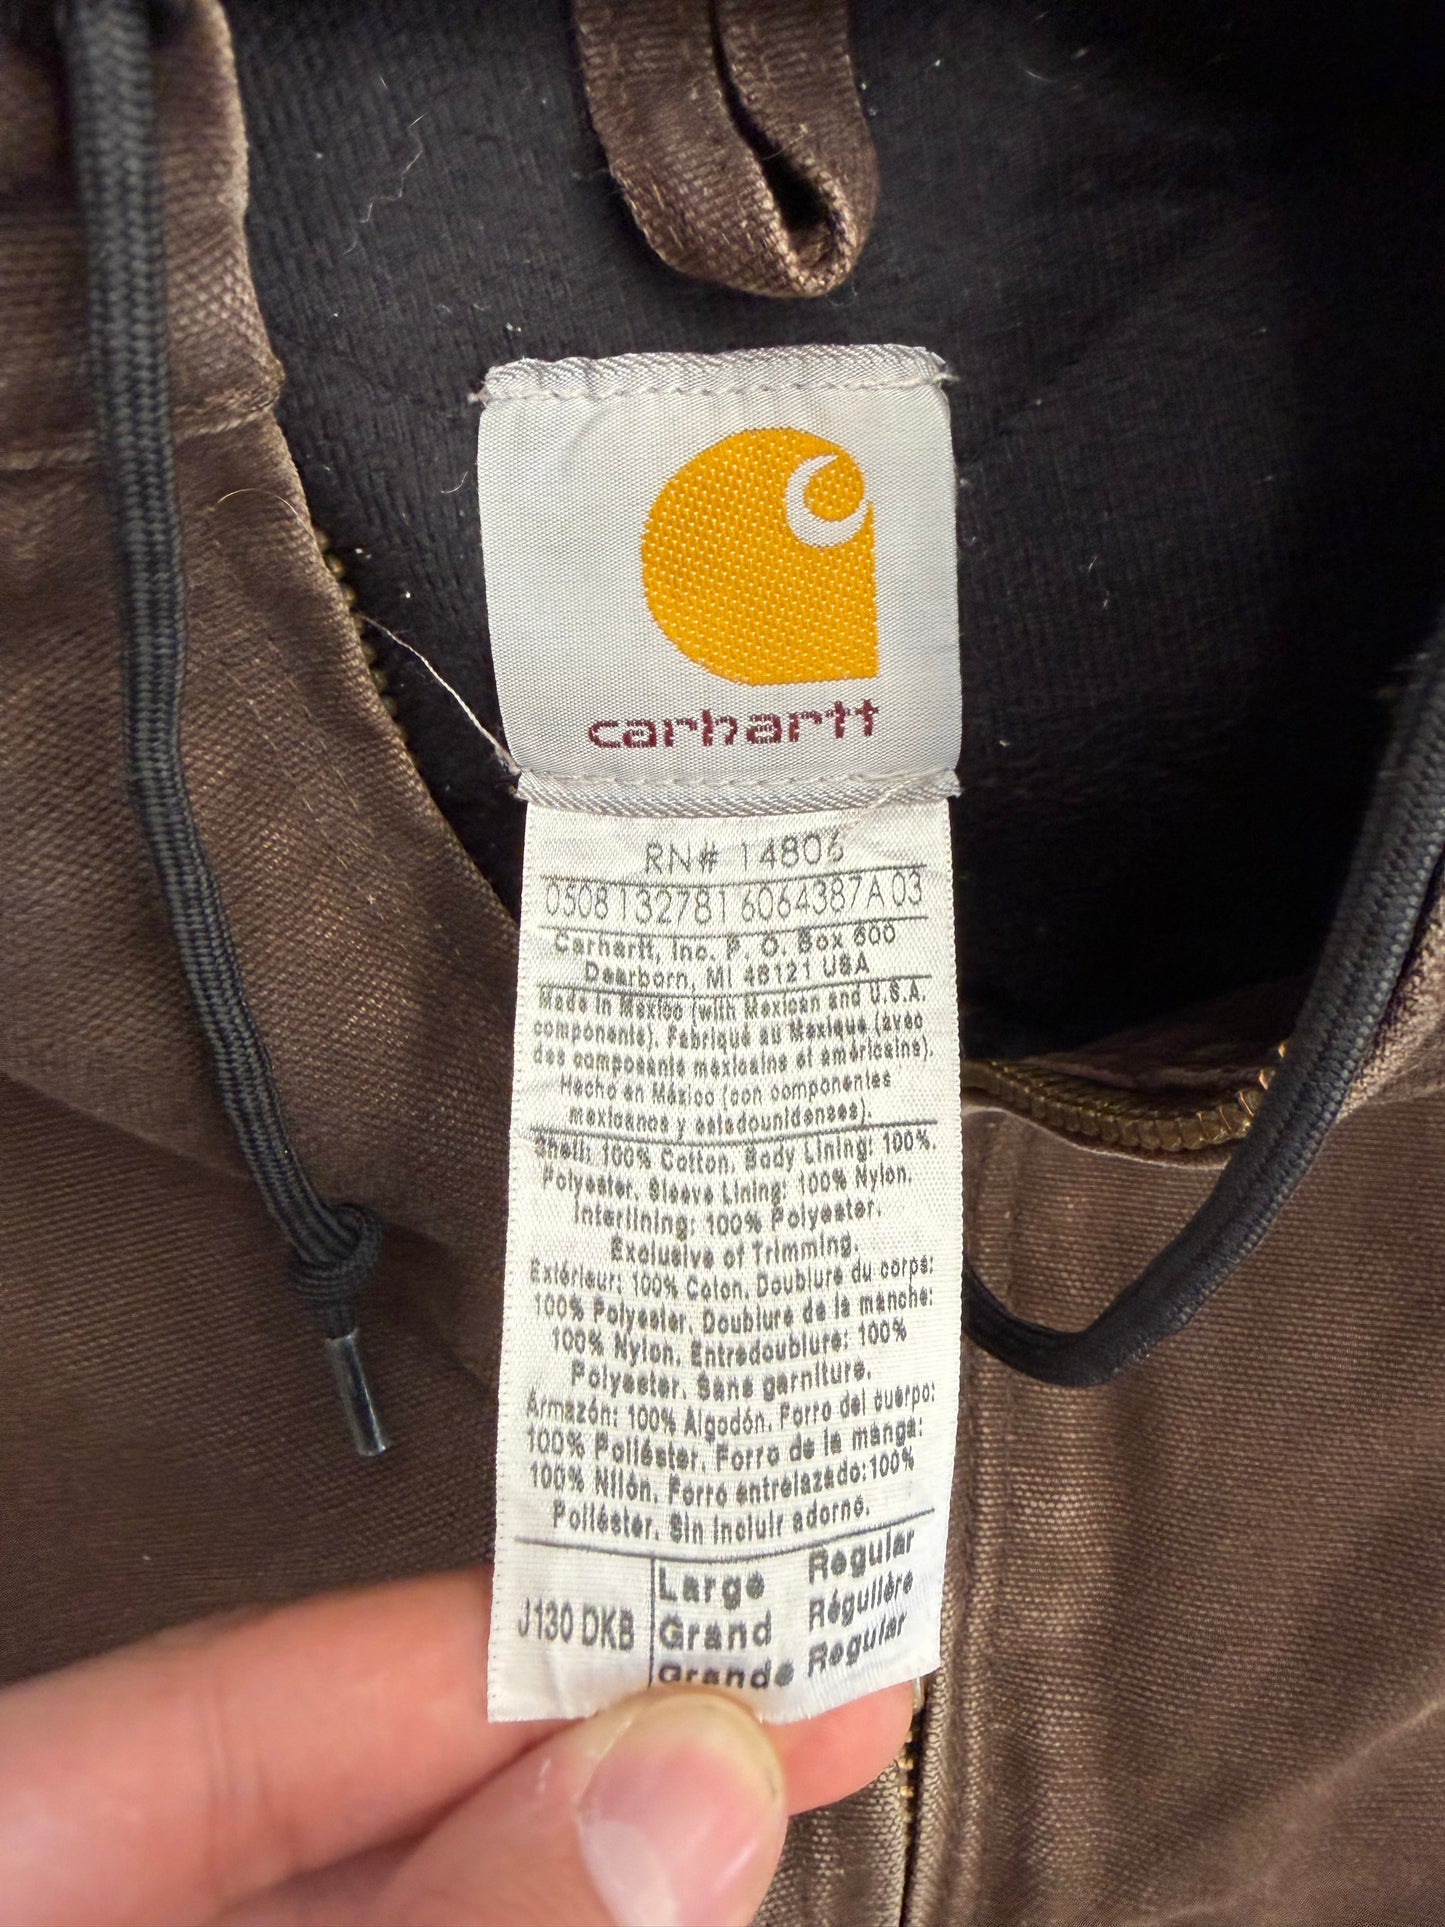 carhartt
RN# 14806
0508132781 6064387A 03
Carhartt, Inc. P. O. Box 600
Dearborn, MI 48121 USA
Made in Mexico (with Mexican and U.S.A.
components). Fabriqué au Mexique (avec
des composants mexicains et américains).
Hecho en México (con componentes
mexicanos y estadounidenses).
Shell: 100% Cotton. Body Lining: 100%.
Polyester. Sleeve Lining: 100% Nylon.
Interlining: 100% Polyester.
Exclusive of Trimming.
Extérieur: 100% Coton. Doublure du corps:
100% Polyester. Doublure de la manche:
100% Nylon. Entredoublure: 100%
Polyester. Sans garniture.
Armazón: 100% Algodón. Forro del cuerpo:
100% Poliéster. Forro de la manga:
100% Nilón. Forro entrelazado:100%
Poliéster. Sin incluir adorno.
J130 DKB
Large Regular
Grand Régulière
Grande Regular